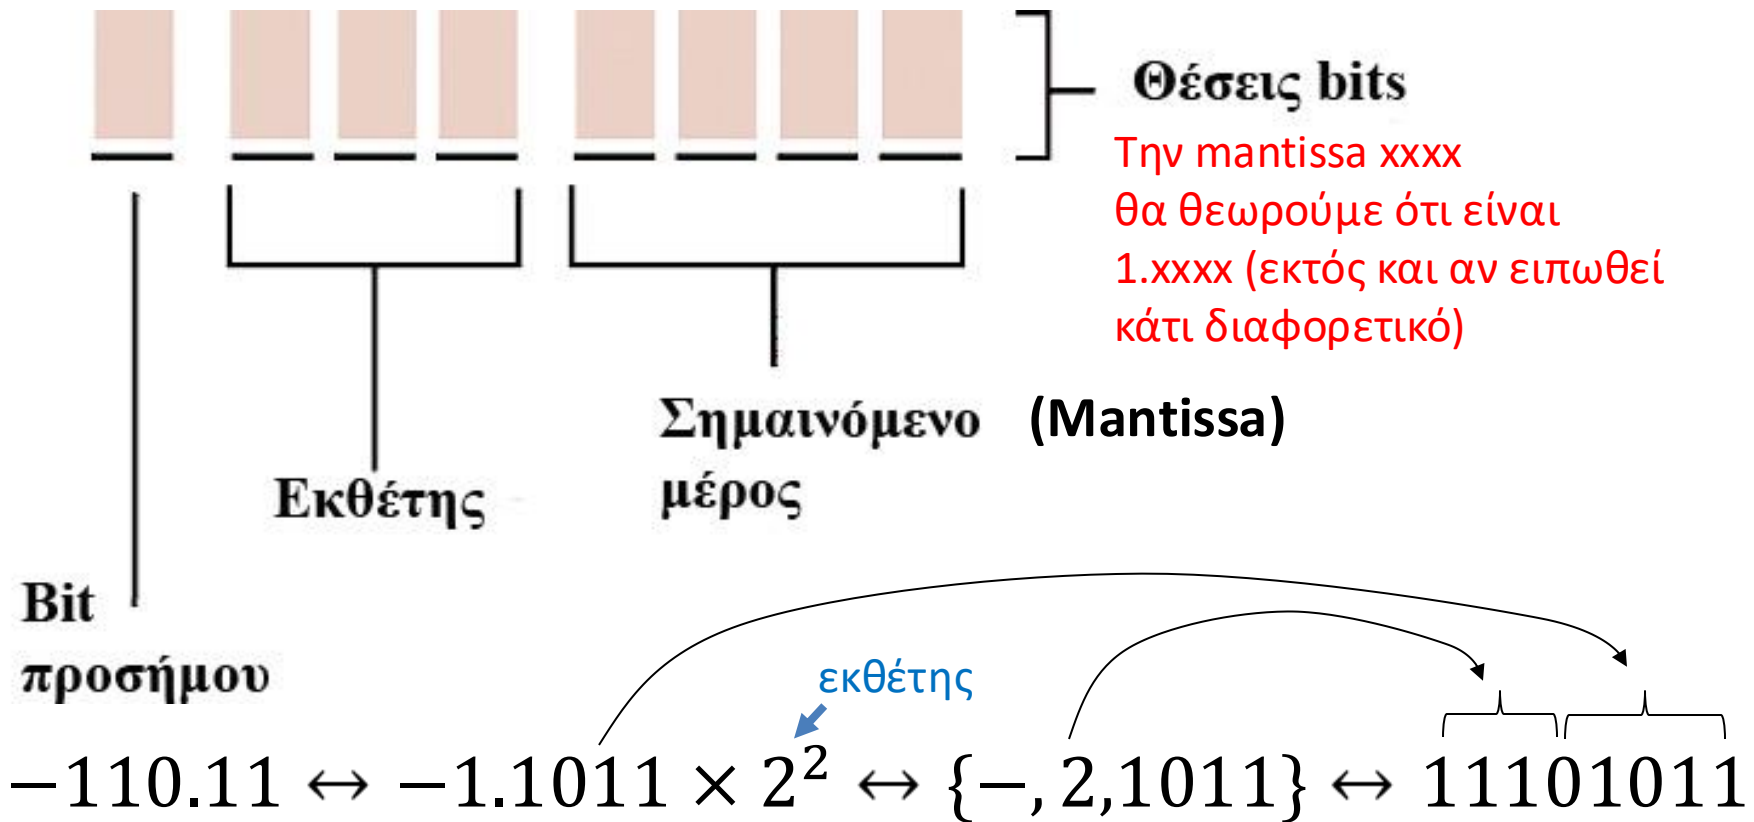 Θέσεις bits
Την mantissa xxxx
θα θεωρούμε ότι είναι
1.xxxx (εκτός και αν ειπωθεί
κάτι διαφορετικό)
Σημαινόμενο (Mantissa)
μέρος
Εκθέτης
Bit
προσήμου
εκθέτης
−110.11 ↔ −1.1011 × 2² ↔ {−, 2,1011} ↔ 11101011